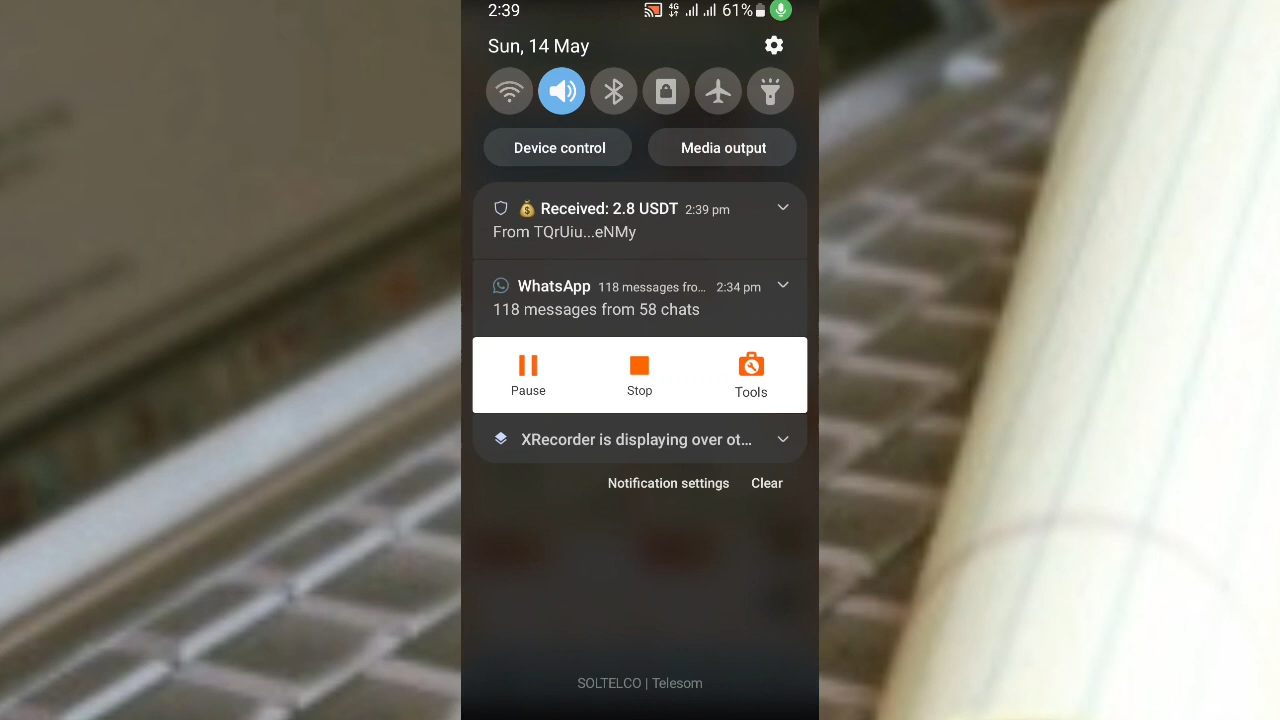 2:39 4G 61%
Sun, 14 May
Device control Media output
Received: 2.8 USDT 2:39 pm
From TQrUiu...eNMy
WhatsApp 118 messages fro... 2:34 pm
118 messages from 58 chats
Pause Stop Tools
XRecorder is displaying over ot...
Notification settings Clear
SOLTELCO | Telesom